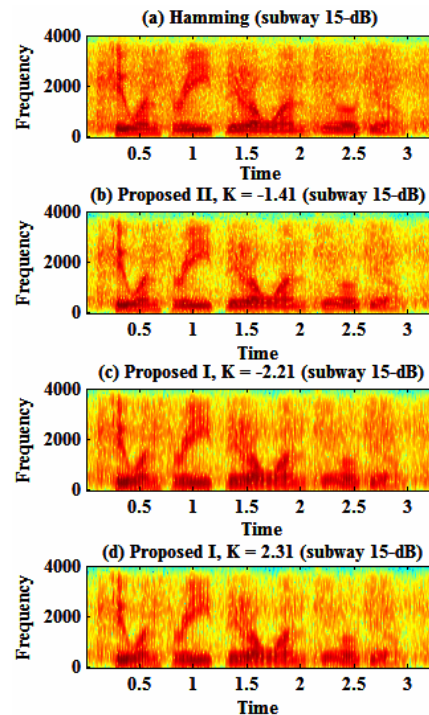 (a) Hamming (subway 15-dB)
4000
2000
0
Frequency
0.5 1 1.5 2 2.5 3
Time
(b) Proposed II, K = -1.41 (subway 15-dB)
4000
2000
0
Frequency
0.5 1 1.5 2 2.5 3
Time
(c) Proposed I, K = -2.21 (subway 15-dB)
4000
2000
0
Frequency
0.5 1 1.5 2 2.5 3
Time
(d) Proposed I, K = 2.31 (subway 15-dB)
4000
2000
0
Frequency
0.5 1 1.5 2 2.5 3
Time